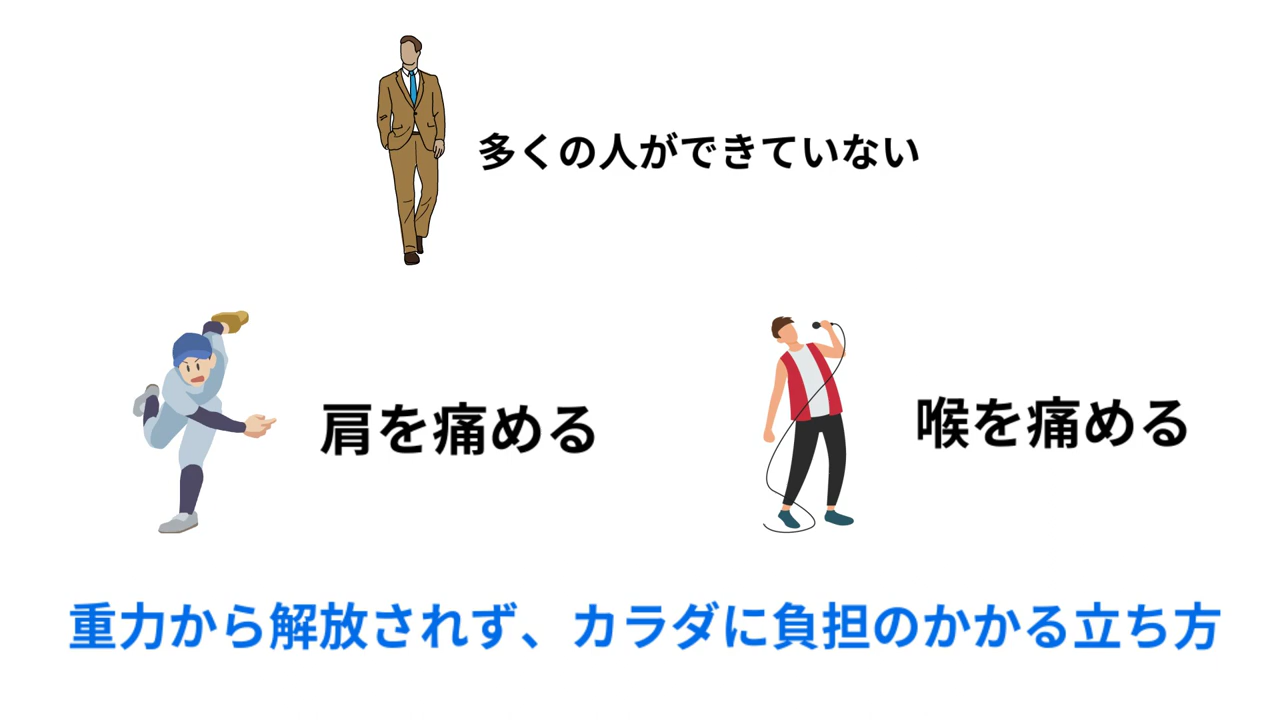 多くの人ができていない
肩を痛める
喉を痛める
重力から解放されず、カラダに負担のかかる立ち方